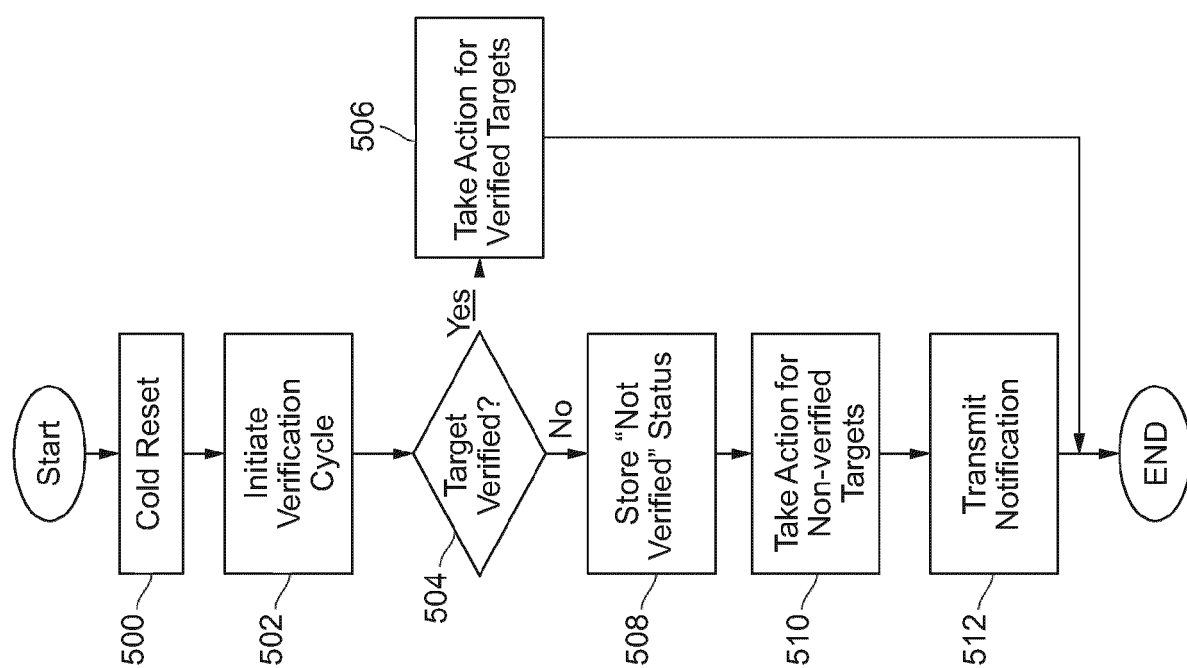 Start
500
Cold Reset
502
Initiate
Verification
Cycle
504
Target
Verified?
Yes
506
Take Action for
Verified Targets
No
508
Store “Not
Verified” Status
510
Take Action for
Non-verified
Targets
512
Transmit
Notification
END